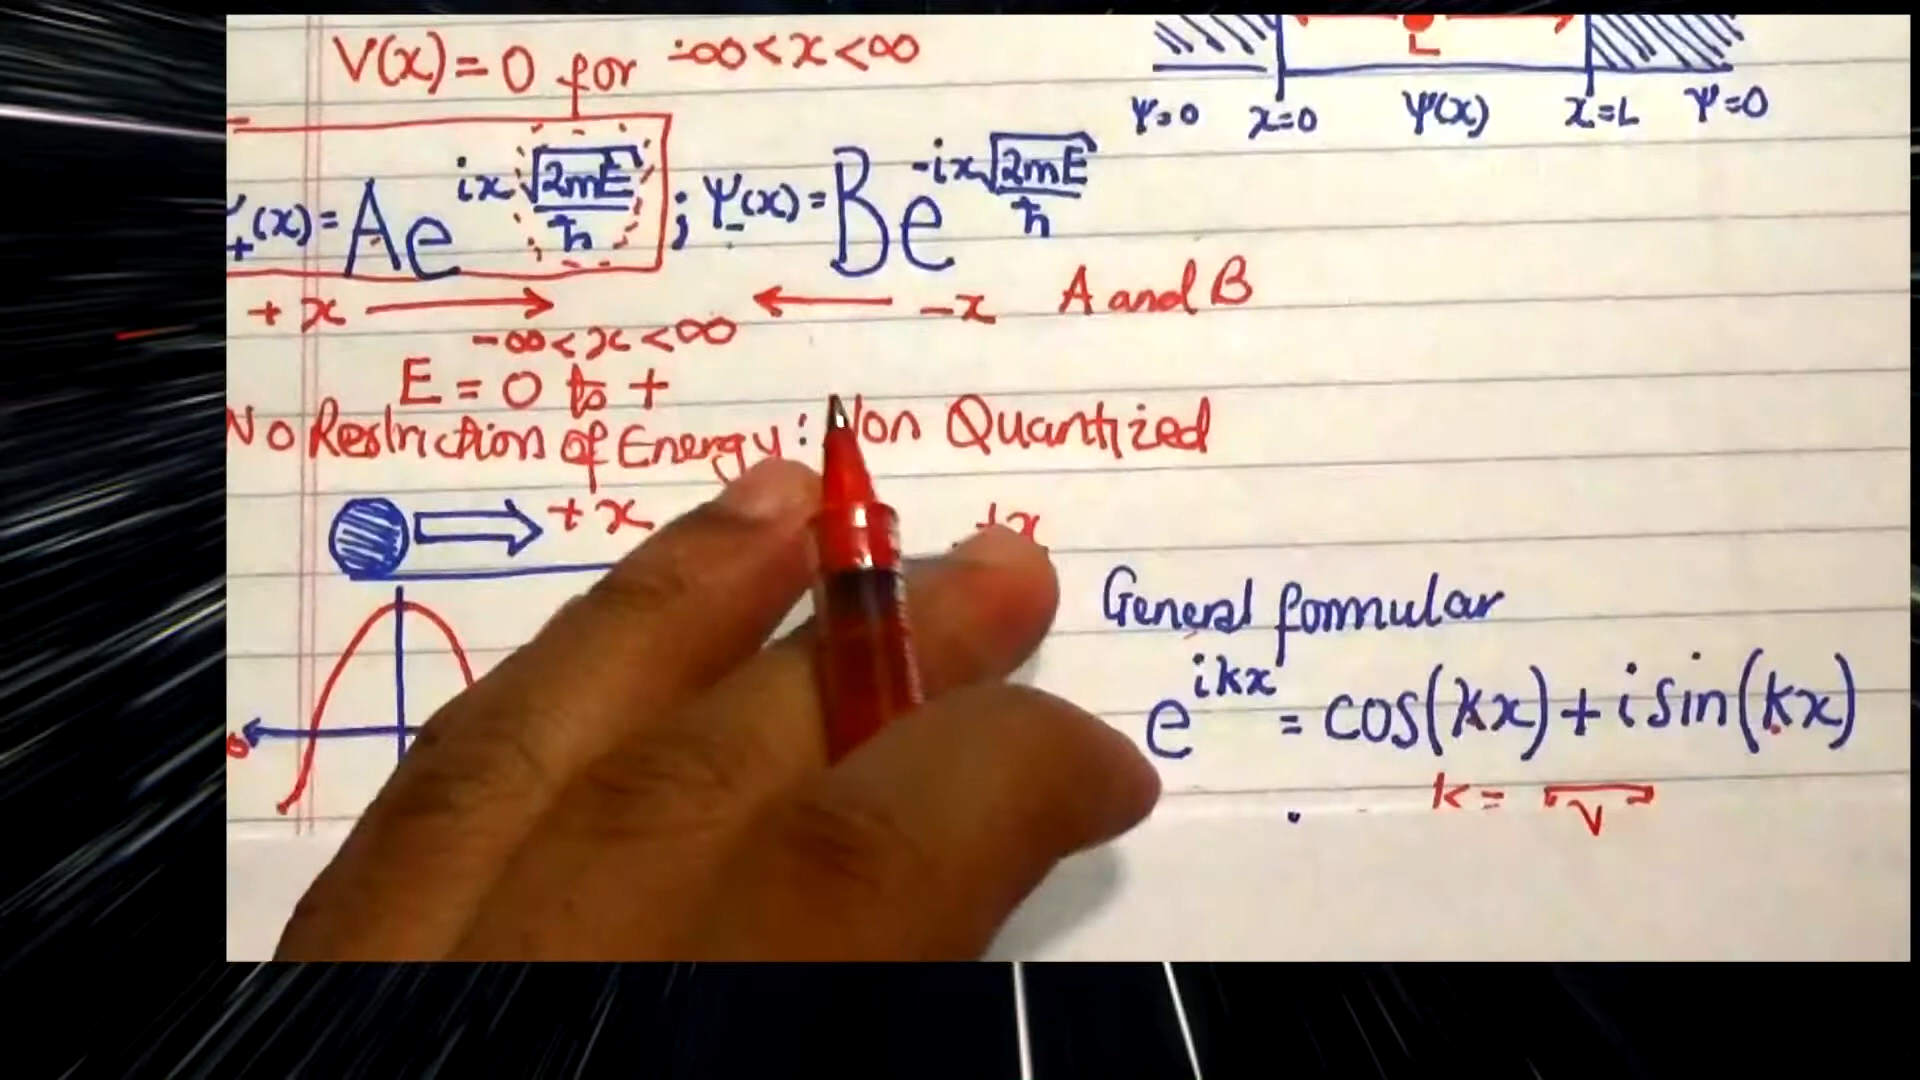 V(x) = 0 for -∞ < x < ∞
L
Ψ=0 x=0 Ψ(x) x=L Ψ=0
Ψ₊(x) = Ae^{ix√(2mE)/ħ} ; Ψ₋(x) = Be^{-ix√(2mE)/ħ}
+x → ← -x A and B
-∞ < x < ∞
E = 0 to +
No Restriction of Energy: Non Quantized
+x +x
General formular
e^{ikx} = cos(kx) + i sin(kx)
k = √